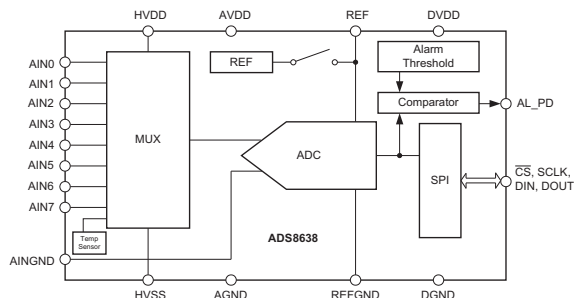 HVDD AVDD REF DVDD
AIN0
AIN1
AIN2
AIN3
AIN4
AIN5
AIN6
AIN7
AINGND
MUX
Temp
Sensor
REF
ADC
ADS8638
Alarm
Threshold
Comparator
SPI
AL_PD
CS, SCLK,
DIN, DOUT
HVSS AGND REFGND DGND